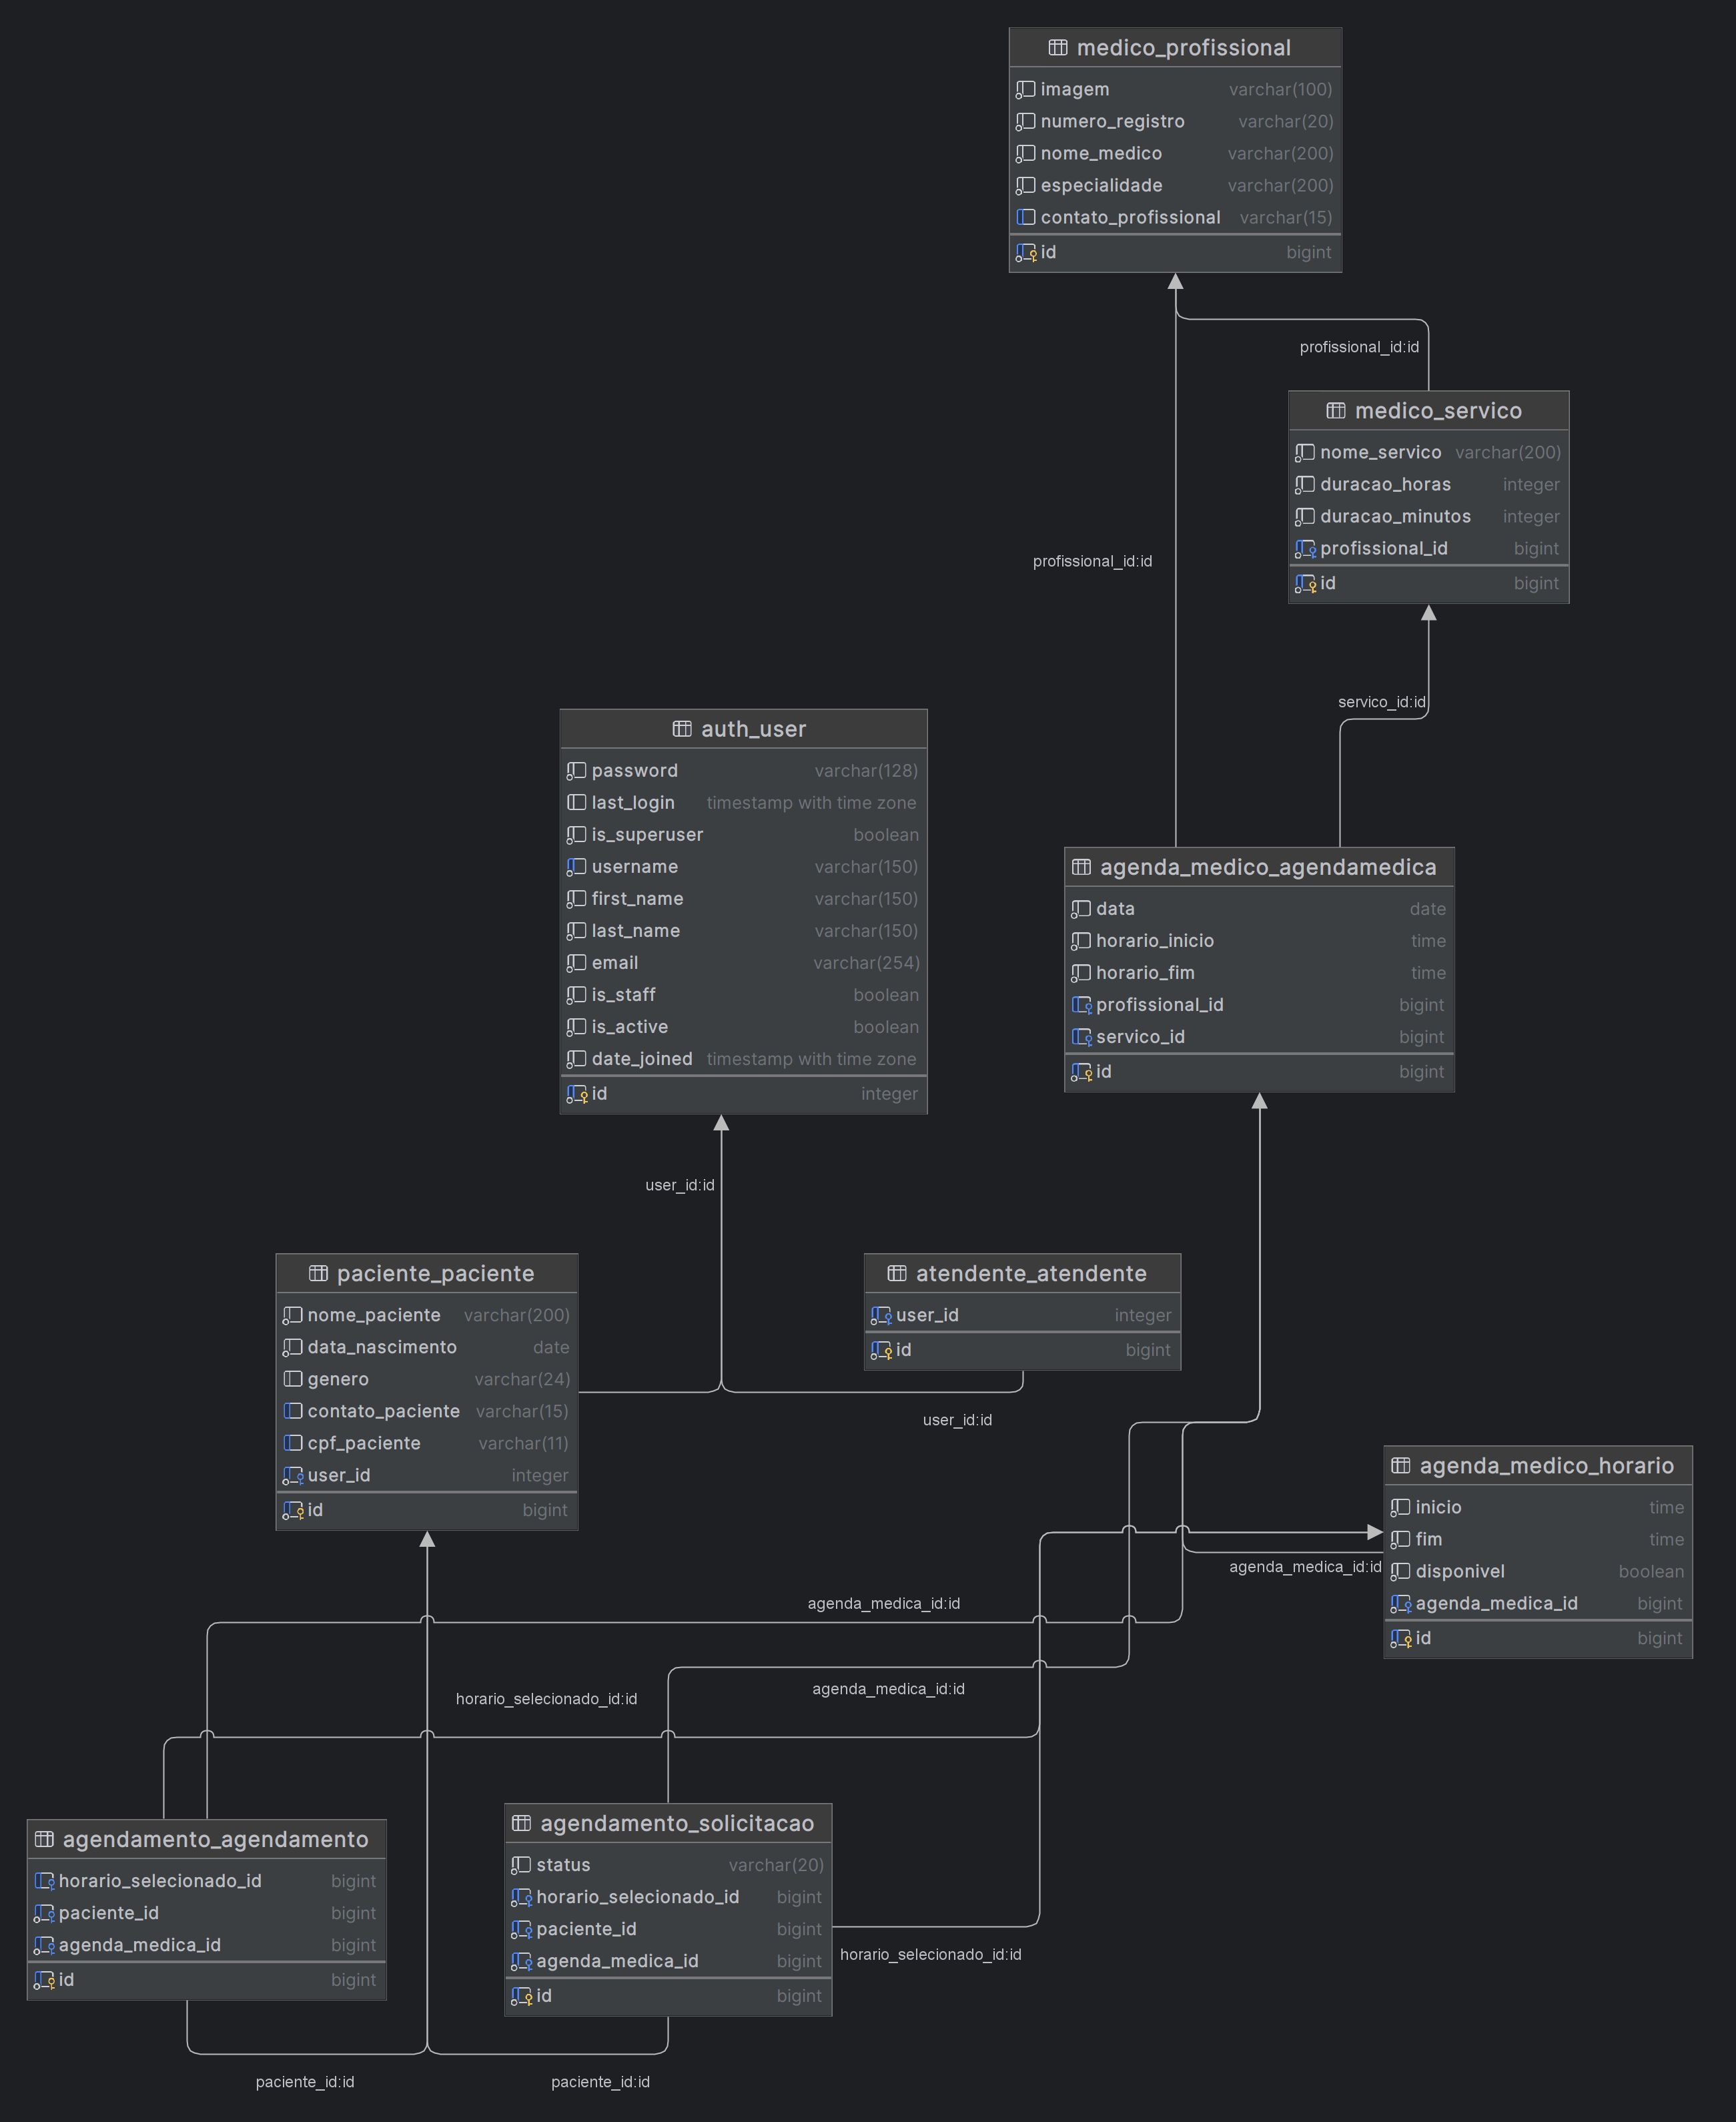 medico_profissional
imagem varchar(100)
numero_registro varchar(20)
nome_medico varchar(200)
especialidade varchar(200)
contato_profissional varchar(15)
id bigint
profissional_id:id
medico_servico
nome_servico varchar(200)
duracao_horas integer
duracao_minutos integer
profissional_id bigint
id bigint
profissional_id:id
servico_id:id
auth_user
password varchar(128)
last_login timestamp with time zone
is_superuser boolean
username varchar(150)
first_name varchar(150)
last_name varchar(150)
email varchar(254)
is_staff boolean
is_active boolean
date_joined timestamp with time zone
id integer
agenda_medico_agendamedica
data date
horario_inicio time
horario_fim time
profissional_id bigint
servico_id bigint
id bigint
user_id:id
paciente_paciente
nome_paciente varchar(200)
data_nascimento date
genero varchar(24)
contato_paciente varchar(15)
cpf_paciente varchar(11)
user_id integer
id bigint
atendente_atendente
user_id integer
id bigint
user_id:id
agenda_medico_horario
inicio time
fim time
disponivel boolean
agenda_medica_id bigint
id bigint
agenda_medica_id:id
agenda_medica_id:id
agenda_medica_id:id
horario_selecionado_id:id
agendamento_agendamento
horario_selecionado_id bigint
paciente_id bigint
agenda_medica_id bigint
id bigint
agendamento_solicitacao
status varchar(20)
horario_selecionado_id bigint
paciente_id bigint
agenda_medica_id bigint
id bigint
horario_selecionado_id:id
paciente_id:id
paciente_id:id